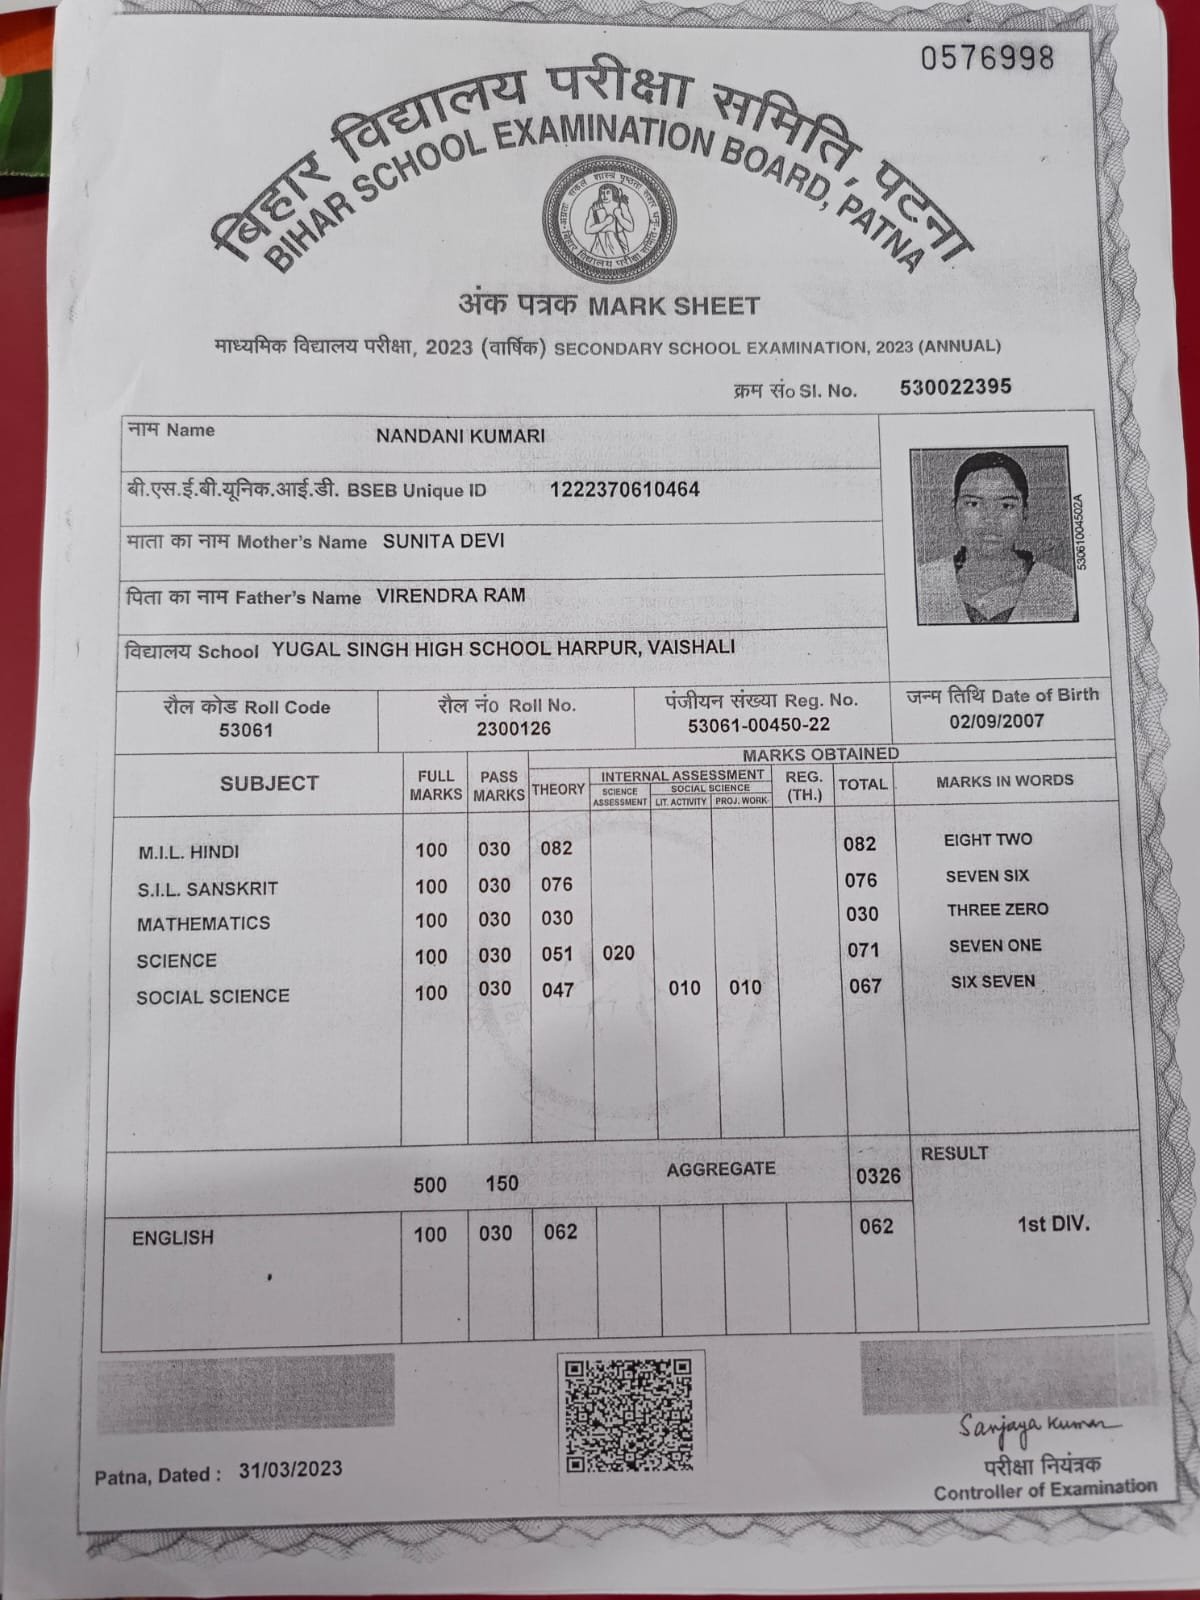 0576998
बिहार विद्यालय परीक्षा समिति, पटना
BIHAR SCHOOL EXAMINATION BOARD, PATNA
अंक पत्रक MARK SHEET
माध्यमिक विद्यालय परीक्षा, 2023 (वार्षिक) SECONDARY SCHOOL EXAMINATION, 2023 (ANNUAL)
क्रम सं० Sl. No. 530022395
नाम Name NANDANI KUMARI
बी.एस.ई.बी.यूनिक.आई.डी. BSEB Unique ID 1222370610464
माता का नाम Mother's Name SUNITA DEVI
पिता का नाम Father's Name VIRENDRA RAM
विद्यालय School YUGAL SINGH HIGH SCHOOL HARPUR, VAISHALI
53061004502A
रौल कोड Roll Code रौल नं० Roll No. पंजीयन संख्या Reg. No. जन्म तिथि Date of Birth
53061 2300126 53061-00450-22 02/09/2007
MARKS OBTAINED
SUBJECT FULL MARKS PASS MARKS THEORY INTERNAL ASSESSMENT REG. (TH.) TOTAL MARKS IN WORDS
SCIENCE ASSESSMENT SOCIAL SCIENCE
LIT. ACTIVITY PROJ. WORK
M.I.L. HINDI 100 030 082 082 EIGHT TWO
S.I.L. SANSKRIT 100 030 076 076 SEVEN SIX
MATHEMATICS 100 030 030 030 THREE ZERO
SCIENCE 100 030 051 020 071 SEVEN ONE
SOCIAL SCIENCE 100 030 047 010 010 067 SIX SEVEN
500 150 AGGREGATE 0326 RESULT
ENGLISH 100 030 062 062 1st DIV.
Patna, Dated : 31/03/2023
Sanjaya Kumar
परीक्षा नियंत्रक
Controller of Examination